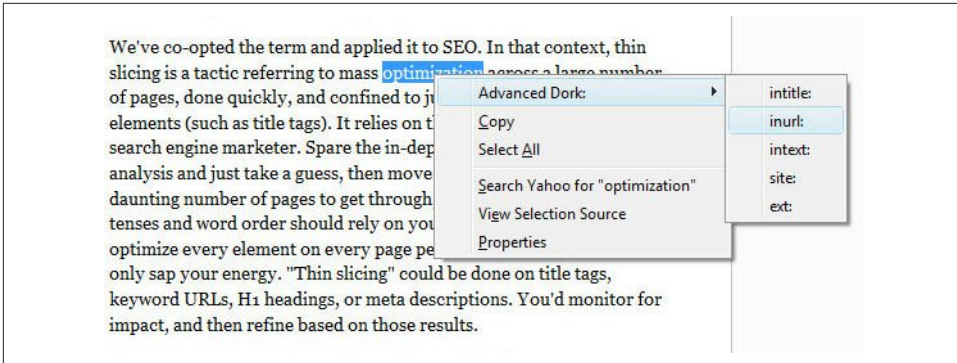 We've co-opted the term and applied it to SEO. In that context, thin
slicing is a tactic referring to mass optimization across a large number
of pages, done quickly, and confined to
elements (such as title tags). It relies on
search engine marketer. Spare the
analysis and just take a guess, then move
daunting number of pages to get through
tenses and word order should rely on
optimize every element on every page
only sap your energy. "Thin slicing" could be done on title tags,
keyword URLs, H1 headings, or meta descriptions. You'd monitor for
impact, and then refine based on those results.
Advanced Dork:
Copy
Select All
Search Yahoo for "optimization"
View Selection Source
Properties
intitle:
inurl:
intext:
site:
ext: